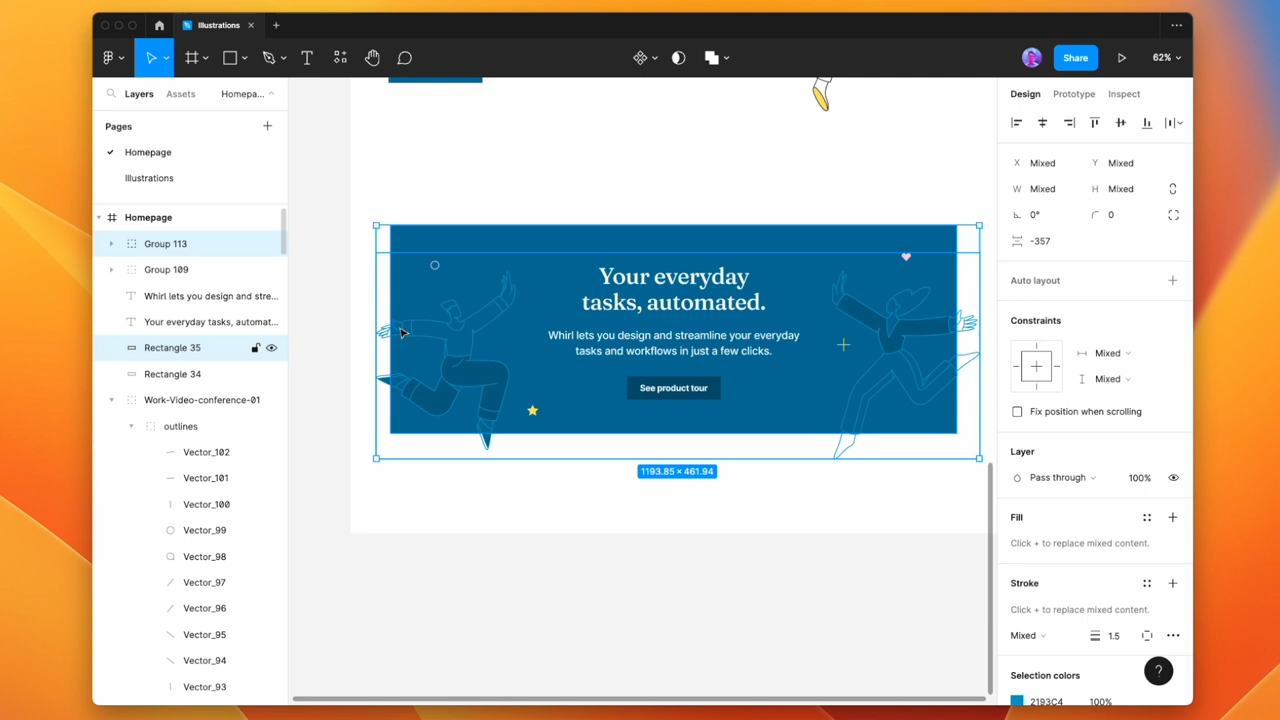 Illustrations
Share
62%
Layers
Assets
Homepa...
Design
Prototype
Inspect
Pages
Homepage
Illustrations
Homepage
Group 113
Group 109
Whirl lets you design and stre...
Your everyday tasks, automat...
Rectangle 35
Rectangle 34
Work-Video-conference-01
outlines
Vector_102
Vector_101
Vector_100
Vector_99
Vector_98
Vector_97
Vector_96
Vector_95
Vector_94
Vector_93
Your everyday
tasks, automated.
Whirl lets you design and streamline your everyday
tasks and workflows in just a few clicks.
See product tour
1193.85 × 461.94
X Mixed Y Mixed
W Mixed H Mixed
0° 0
-357
Auto layout
Constraints
Mixed
Mixed
Fix position when scrolling
Layer
Pass through 100%
Fill
Click + to replace mixed content.
Stroke
Click + to replace mixed content.
Mixed 1.5
?
Selection colors
2193C4 100%